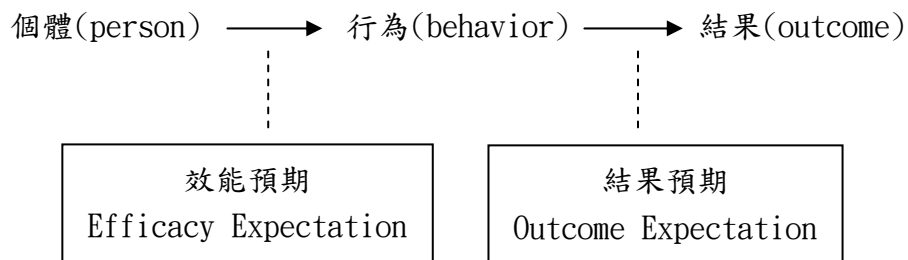 個體(person) 行為(behavior) 結果(outcome)
效能預期
Efficacy Expectation
結果預期
Outcome Expectation